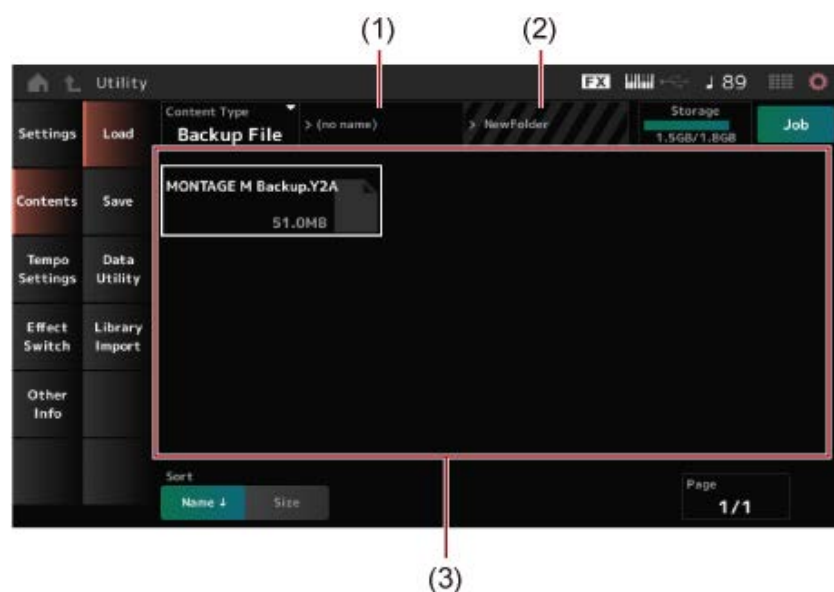 (1) (2)
Utility FX 89
Content Type
Backup File
> (no name)
> NewFolder
Storage
1.5GB/1.8GB
Job
Settings
Load
MONTAGE M Backup.Y2A
51.0MB
Contents
Save
Tempo
Settings
Data
Utility
Effect
Switch
Library
Import
Other
Info
Sort
Name ↓ Size
Page
1/1
(3)